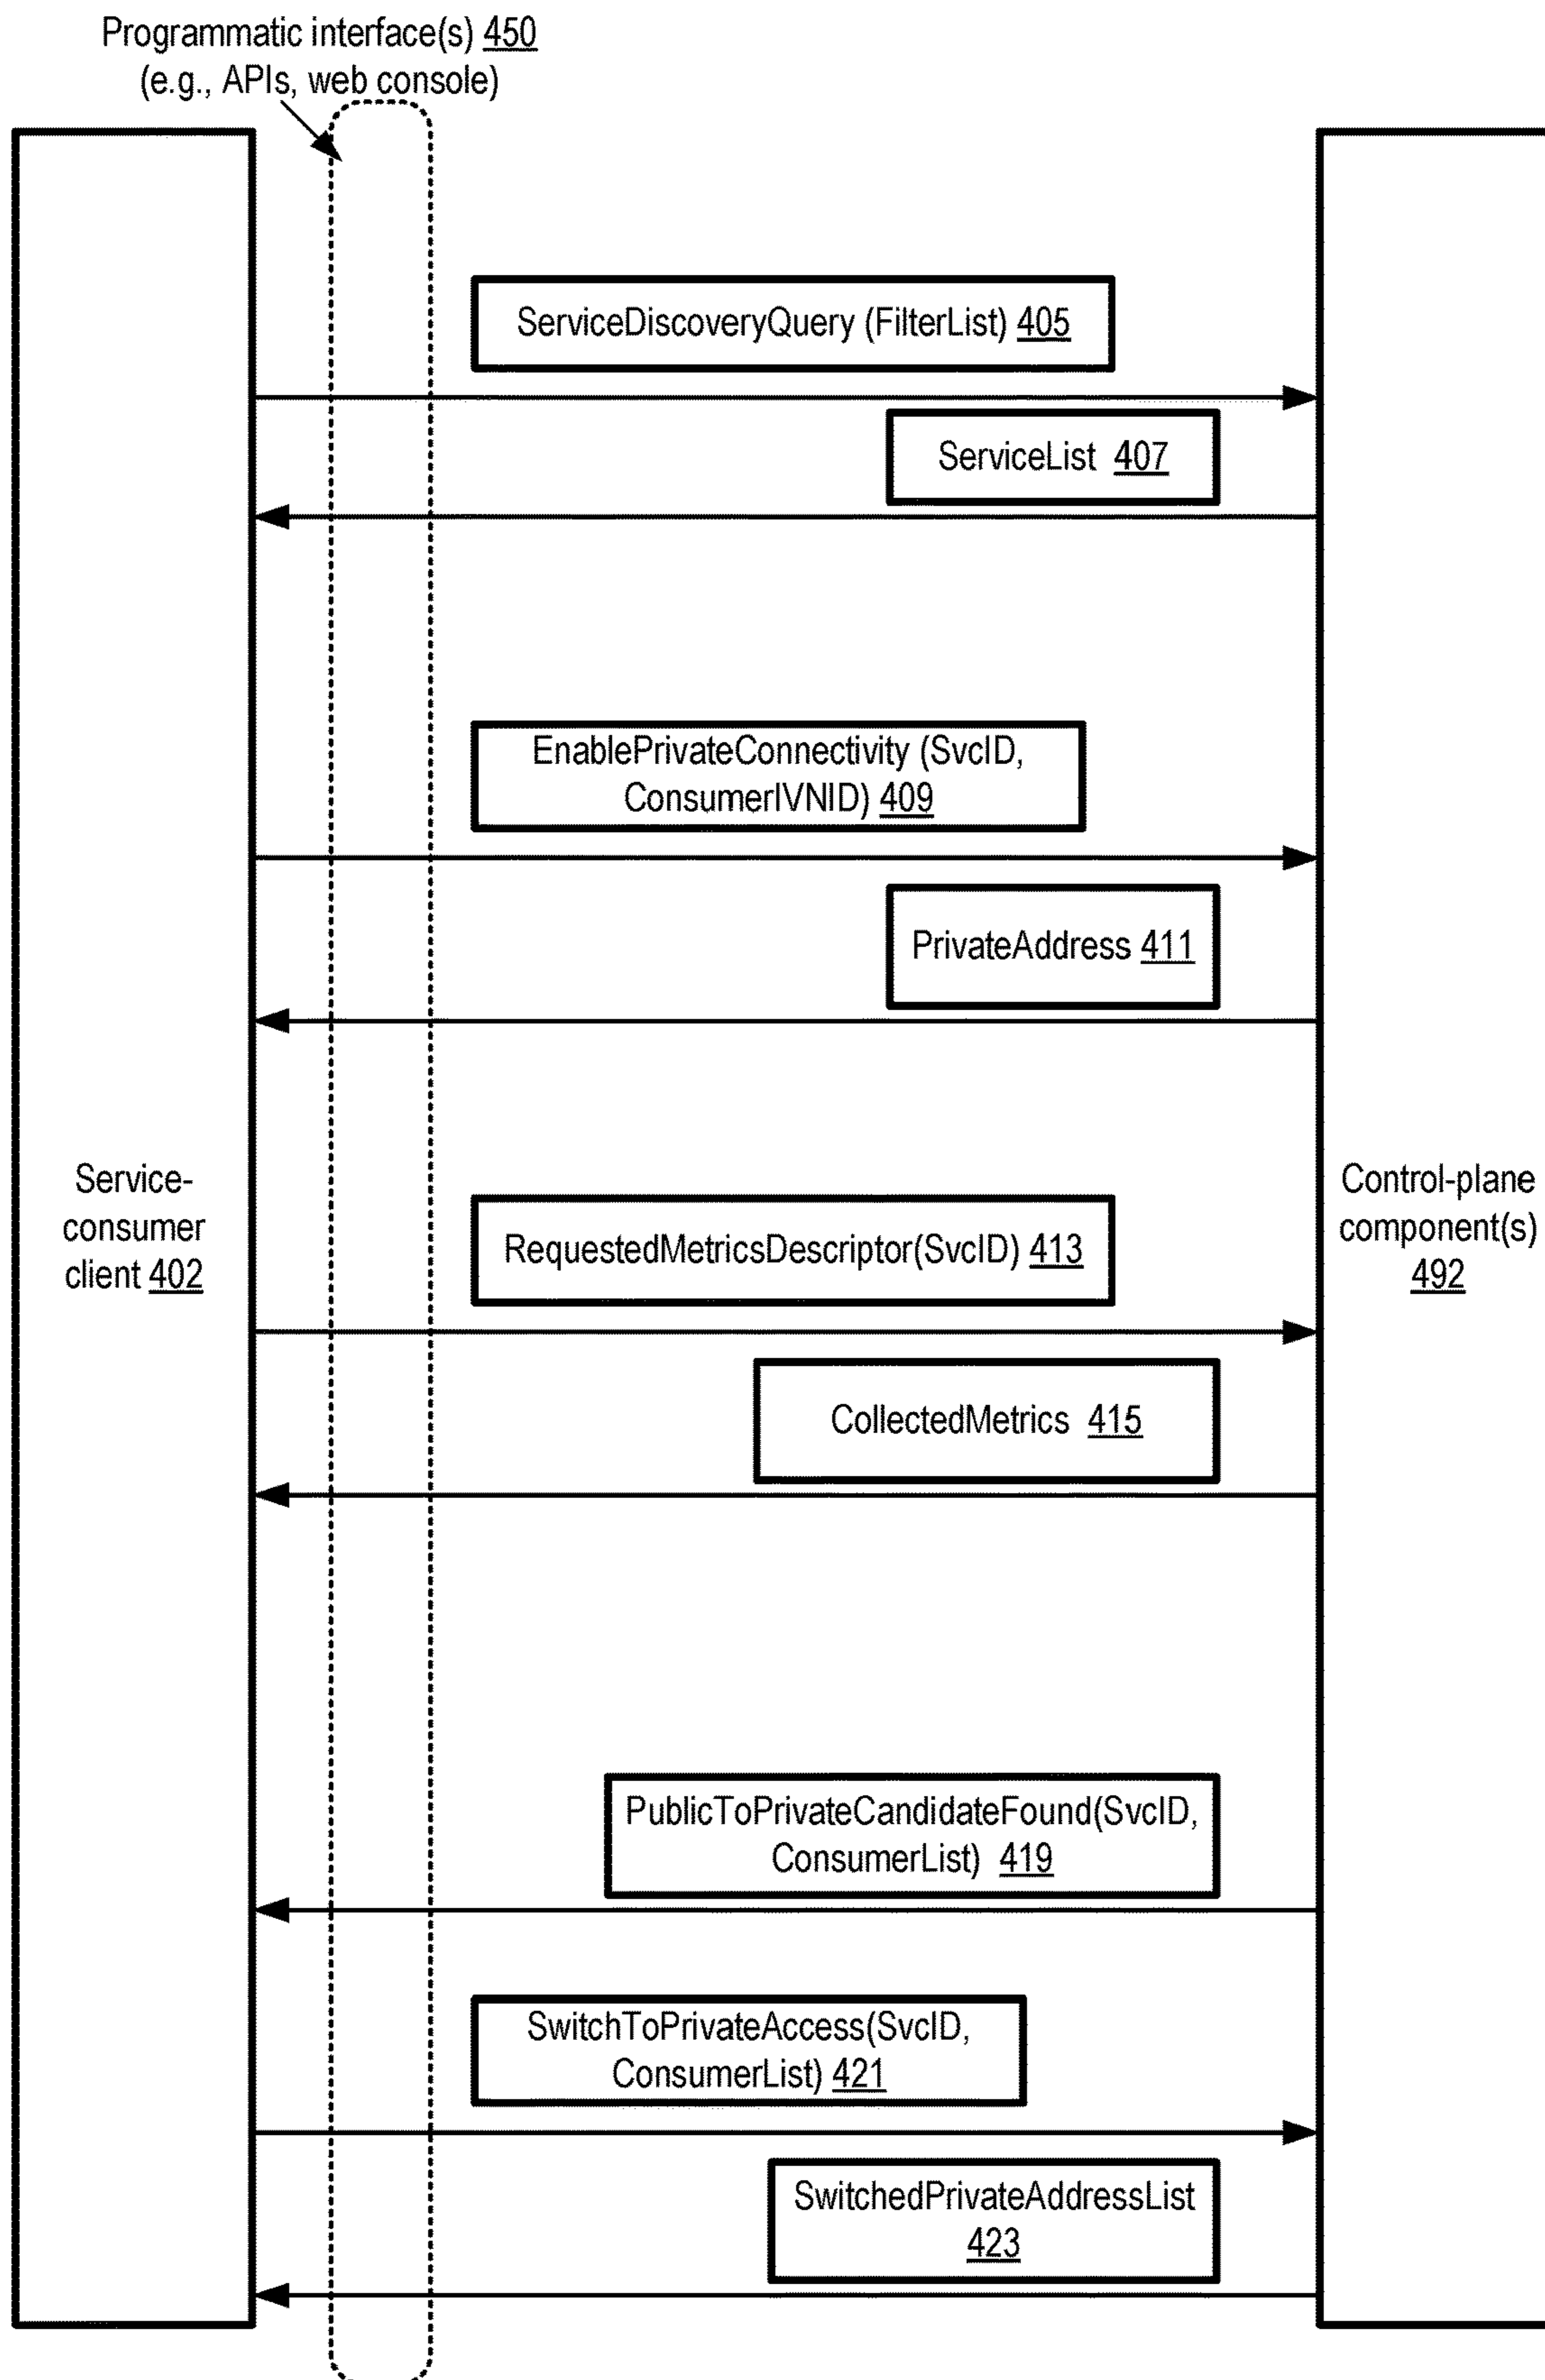 Programmatic interface(s) 450
(e.g., APIs, web console)
ServiceDiscoveryQuery (FilterList) 405
ServiceList 407
EnablePrivateConnectivity (SvcID,
ConsumerIVNID) 409
PrivateAddress 411
Service-
consumer
client 402
RequestedMetricsDescriptor(SvcID) 413
Control-plane
component(s)
492
CollectedMetrics 415
PublicToPrivateCandidateFound(SvcID,
ConsumerList) 419
SwitchToPrivateAccess(SvcID,
ConsumerList) 421
SwitchedPrivateAddressList
423